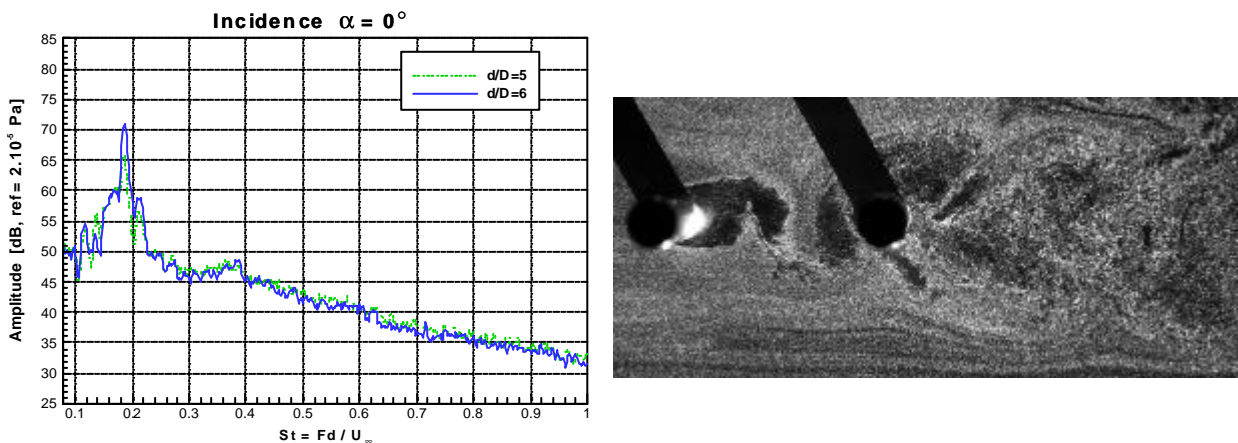 Incidence α = 0°
85
80
75
70
65
60
55
50
45
40
35
30
25
Amplitude [dB, ref = 2.10⁻⁵ Pa]
d/D=5
d/D=6
0.1 0.2 0.3 0.4 0.5 0.6 0.7 0.8 0.9 1
St = Fd / U∞